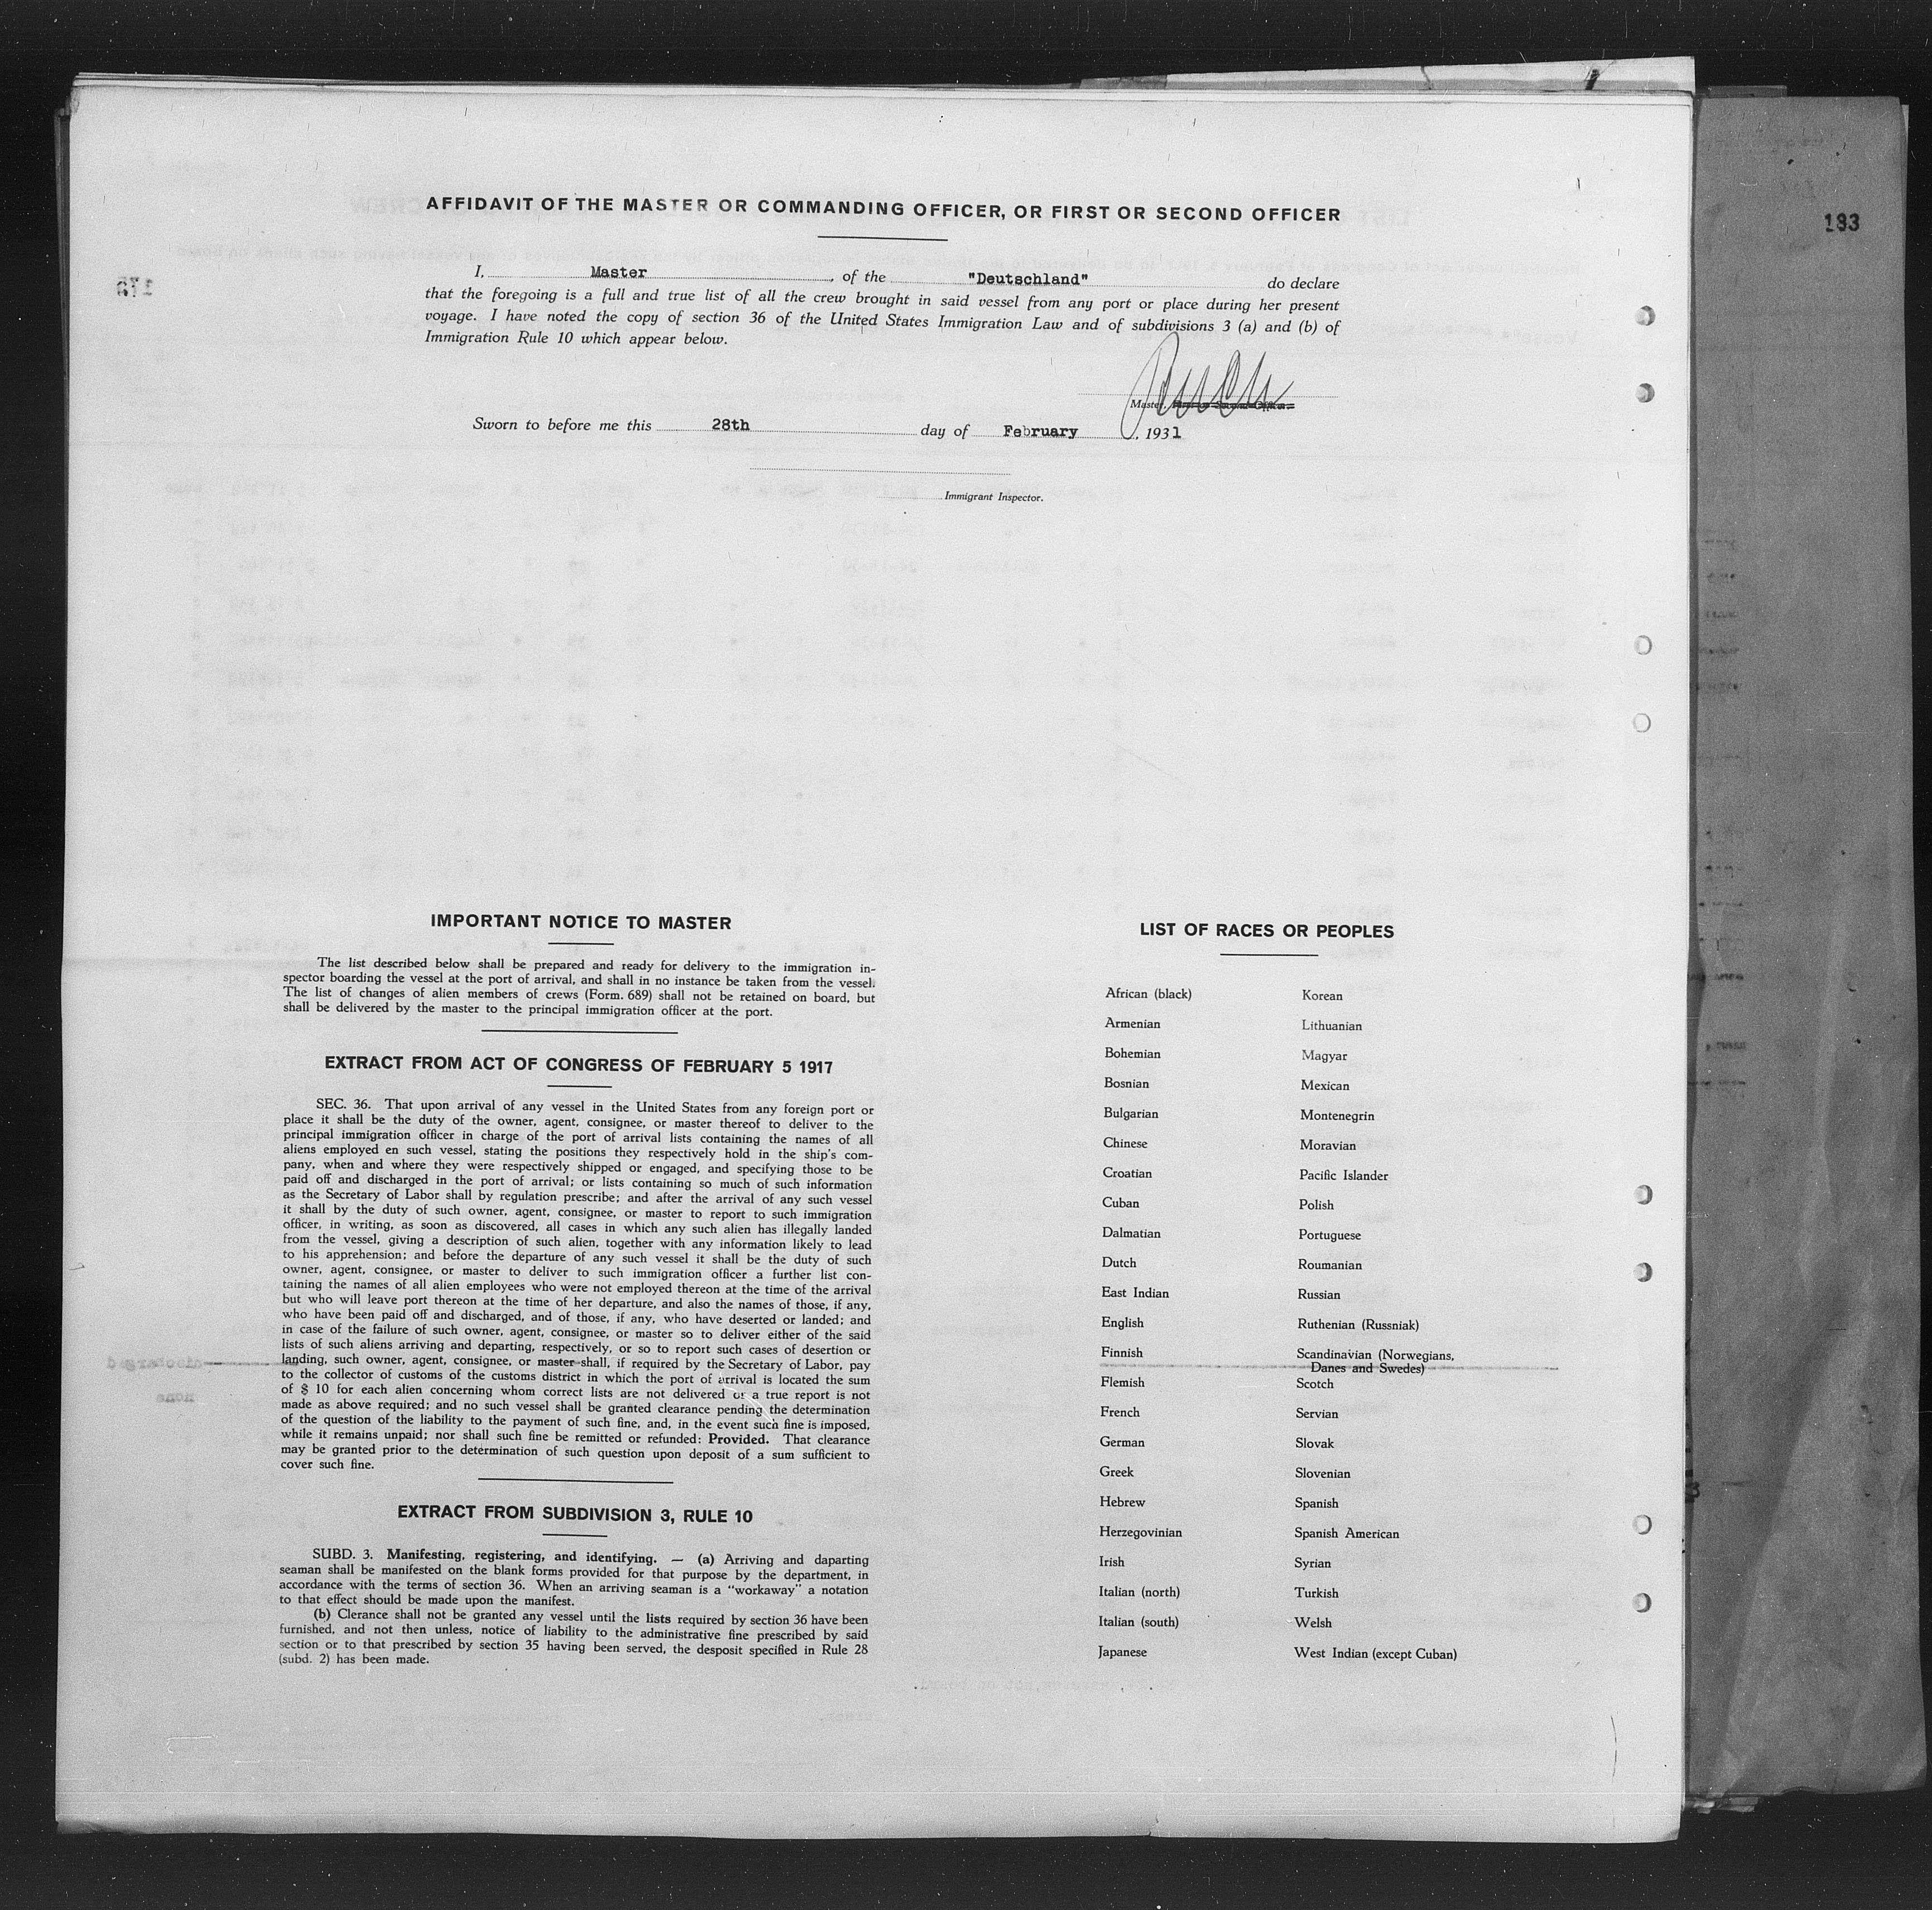 AFFIDAVIT OF THE MASTER OR COMMANDING OFFICER, OR FIRST OR SECOND OFFICER
183
I, Master, of the "Deutschland" do declare
that the foregoing is a full and true list of all the crew brought in said vessel from any port or place during her present
voyage. I have noted the copy of section 36 of the United States Immigration Law and of subdivisions 3 (a) and (b) of
Immigration Rule 10 which appear below.
Master, First or Second Officer.
Sworn to before me this 28th day of February, 1931
Immigrant Inspector.
IMPORTANT NOTICE TO MASTER
The list described below shall be prepared and ready for delivery to the immigration in-
spector boarding the vessel at the port of arrival, and shall in no instance be taken from the vessel.
The list of changes of alien members of crews (Form. 689) shall not be retained on board, but
shall be delivered by the master to the principal immigration officer at the port.
EXTRACT FROM ACT OF CONGRESS OF FEBRUARY 5 1917
SEC. 36. That upon arrival of any vessel in the United States from any foreign port or
place it shall be the duty of the owner, agent, consignee, or master thereof to deliver to the
principal immigration officer in charge of the port of arrival lists containing the names of all
aliens employed en such vessel, stating the positions they respectively hold in the ship's com-
pany, when and where they were respectively shipped or engaged, and specifying those to be
paid off and discharged in the port of arrival; or lists containing so much of such information
as the Secretary of Labor shall by regulation prescribe; and after the arrival of any such vessel
it shall by the duty of such owner, agent, consignee, or master to report to such immigration
officer, in writing, as soon as discovered, all cases in which any such alien has illegally landed
from the vessel, giving a description of such alien, together with any information likely to lead
to his apprehension; and before the departure of any such vessel it shall be the duty of such
owner, agent, consignee, or master to deliver to such immigration officer a further list con-
taining the names of all alien employees who were not employed thereon at the time of the arrival
but who will leave port thereon at the time of her departure, and also the names of those, if any,
who have been paid off and discharged, and of those, if any, who have deserted or landed; and
in case of the failure of such owner, agent, consignee, or master so to deliver either of the said
lists of such aliens arriving and departing, respectively, or so to report such cases of desertion or
landing, such owner, agent, consignee, or master shall, if required by the Secretary of Labor, pay
to the collector of customs of the customs district in which the port of arrival is located the sum
of $ 10 for each alien concerning whom correct lists are not delivered or a true report is not
made as above required; and no such vessel shall be granted clearance pending the determination
of the question of the liability to the payment of such fine, and, in the event such fine is imposed,
while it remains unpaid; nor shall such fine be remitted or refunded: Provided. That clearance
may be granted prior to the determination of such question upon deposit of a sum sufficient to
cover such fine.
EXTRACT FROM SUBDIVISION 3, RULE 10
SUBD. 3. Manifesting, registering, and identifying. — (a) Arriving and daparting
seaman shall be manifested on the blank forms provided for that purpose by the department, in
accordance with the terms of section 36. When an arriving seaman is a "workaway" a notation
to that effect should be made upon the manifest.
(b) Clerance shall not be granted any vessel until the lists required by section 36 have been
furnished, and not then unless, notice of liability to the administrative fine prescribed by said
section or to that prescribed by section 35 having been served, the desposit specified in Rule 28
(subd. 2) has been made.
LIST OF RACES OR PEOPLES
African (black)
Armenian
Bohemian
Bosnian
Bulgarian
Chinese
Croatian
Cuban
Dalmatian
Dutch
East Indian
English
Finnish
Flemish
French
German
Greek
Hebrew
Herzegovinian
Irish
Italian (north)
Italian (south)
Japanese
Korean
Lithuanian
Magyar
Mexican
Montenegrin
Moravian
Pacific Islander
Polish
Portuguese
Roumanian
Russian
Ruthenian (Russniak)
Scandinavian (Norwegians,
Danes and Swedes)
Scotch
Servian
Slovak
Slovenian
Spanish
Spanish American
Syrian
Turkish
Welsh
West Indian (except Cuban)